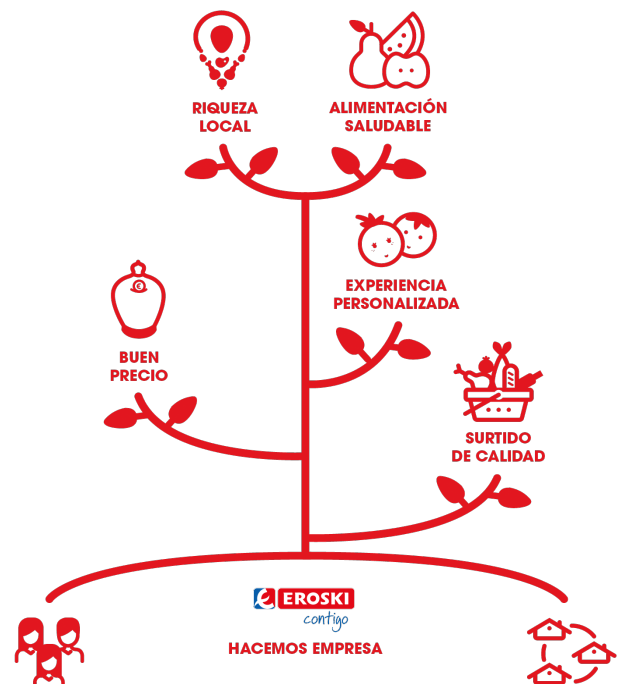 RIQUEZA
LOCAL
ALIMENTACIÓN
SALUDABLE
EXPERIENCIA
PERSONALIZADA
BUEN
PRECIO
SURTIDO
DE CALIDAD
EROSKI
contigo
HACEMOS EMPRESA